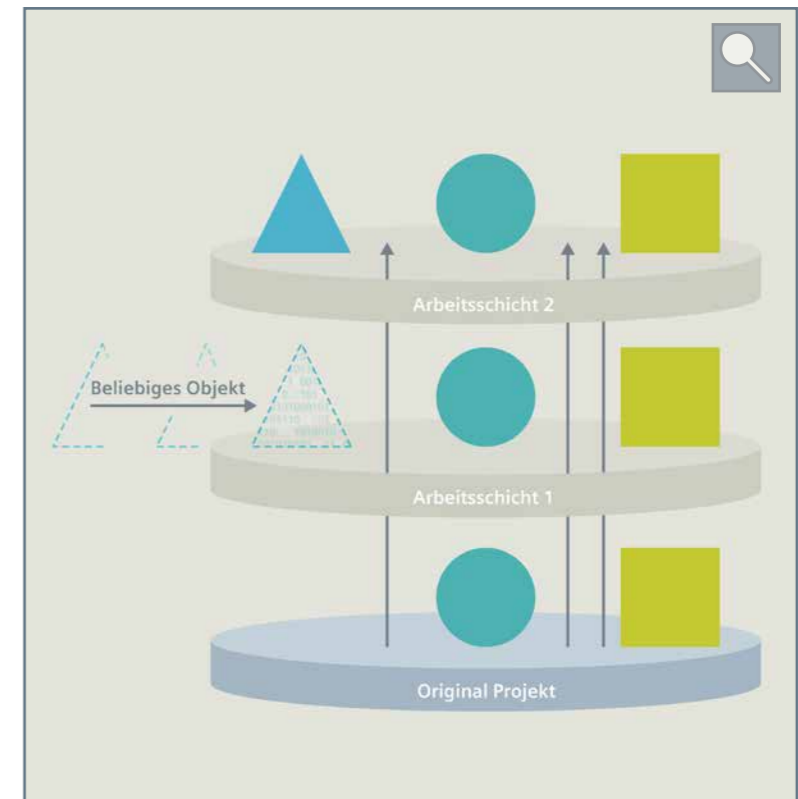 Arbeitsschicht 2
Beliebiges Objekt
Arbeitsschicht 1
Original Projekt